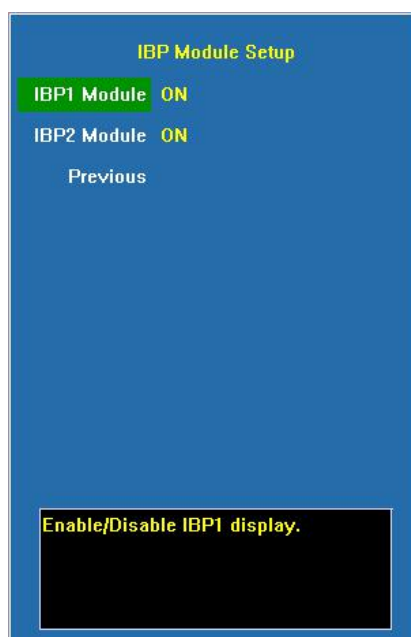 IBP Module Setup
IBP1 Module ON
IBP2 Module ON
Previous
Enable/Disable IBP1 display.